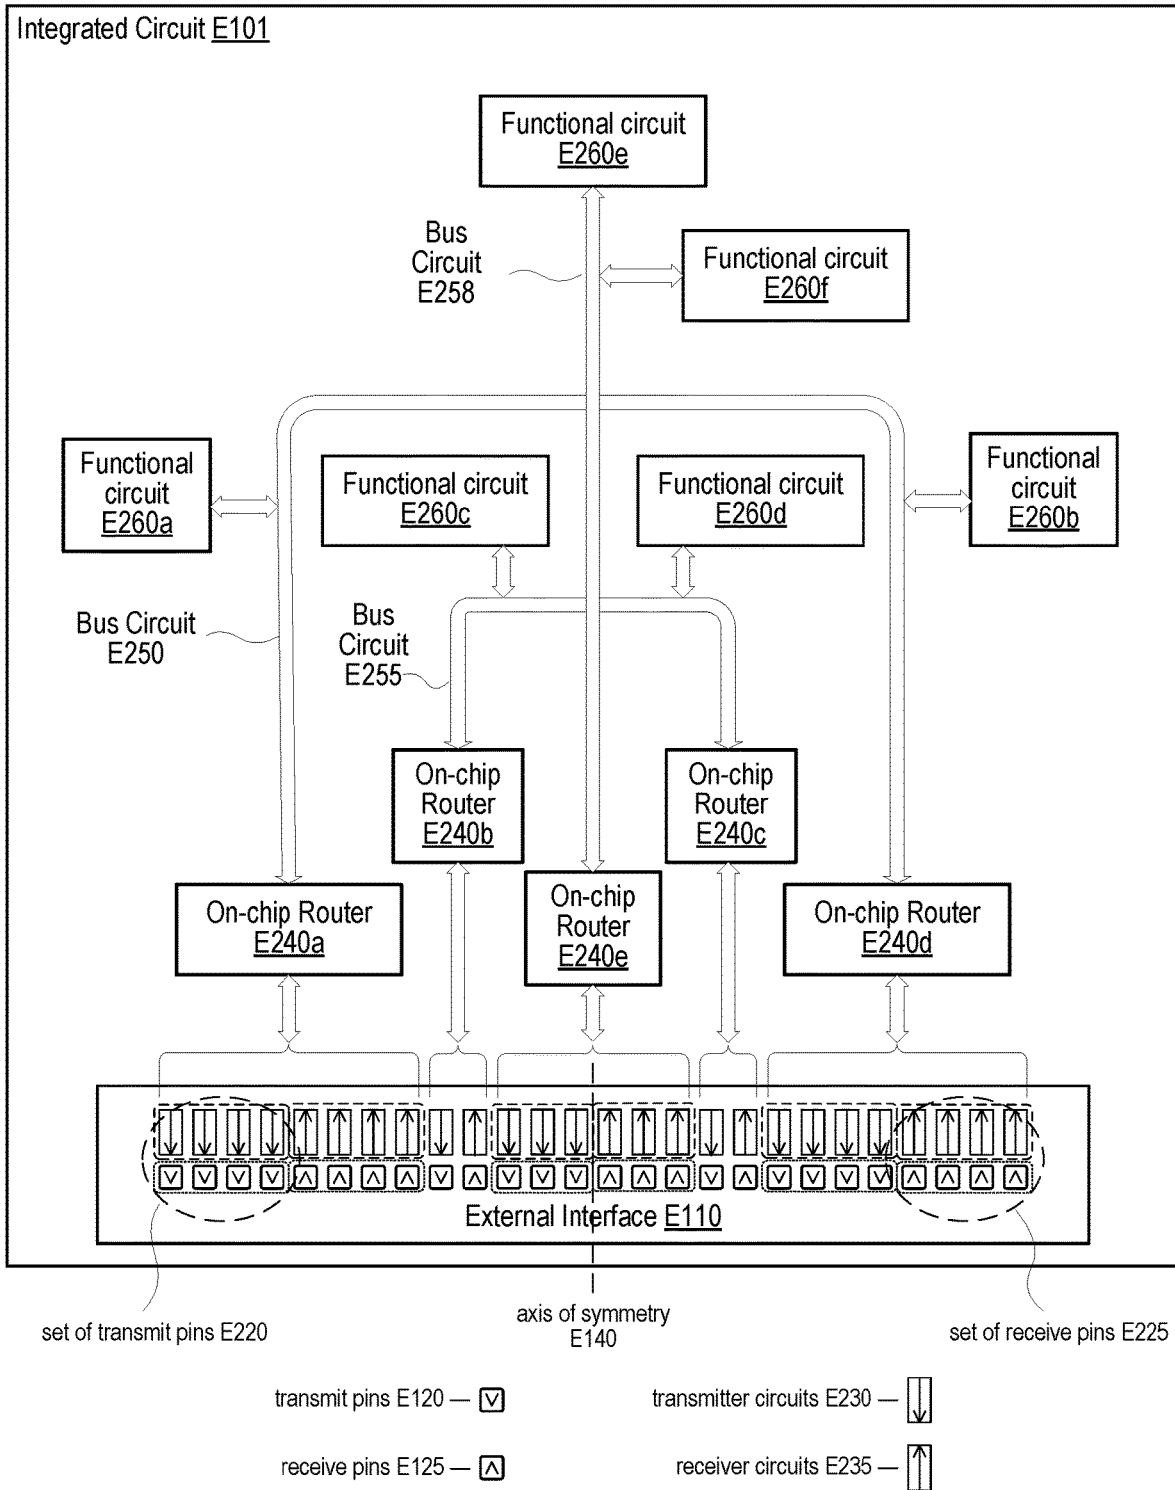 Integrated Circuit E101
Functional circuit
E260e
Bus
Circuit
E258
Functional circuit
E260f
Functional
circuit
E260a
Functional circuit
E260c
Functional circuit
E260d
Functional
circuit
E260b
Bus Circuit
E250
Bus
Circuit
E255
On-chip
Router
E240b
On-chip
Router
E240c
On-chip Router
E240a
On-chip
Router
E240e
On-chip Router
E240d
External Interface E110
set of transmit pins E220
axis of symmetry
E140
set of receive pins E225
transmit pins E120
transmitter circuits E230
receive pins E125
receiver circuits E235